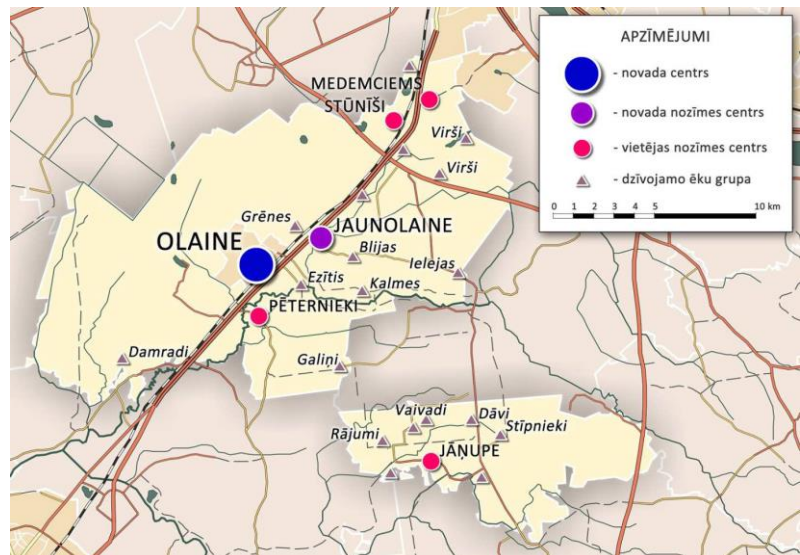 APZĪMĒJUMI
- novada centrs
- novada nozīmes centrs
- vietējas nozīmes centrs
- dzīvojamo ēku grupa
0 1 2 3 4 5 10 km
MEDEMCIEMS
STŪNĪŠI
Virši
Virši
Grēnes
JAUNOLAINE
OLAINE
Blijas
Ielejas
Ezītis
Kalmes
PĒTERNIEKI
Damradi
Galiņi
Vaivadi
Dāvi
Stīpnieki
Rājumi
JĀŅUPE